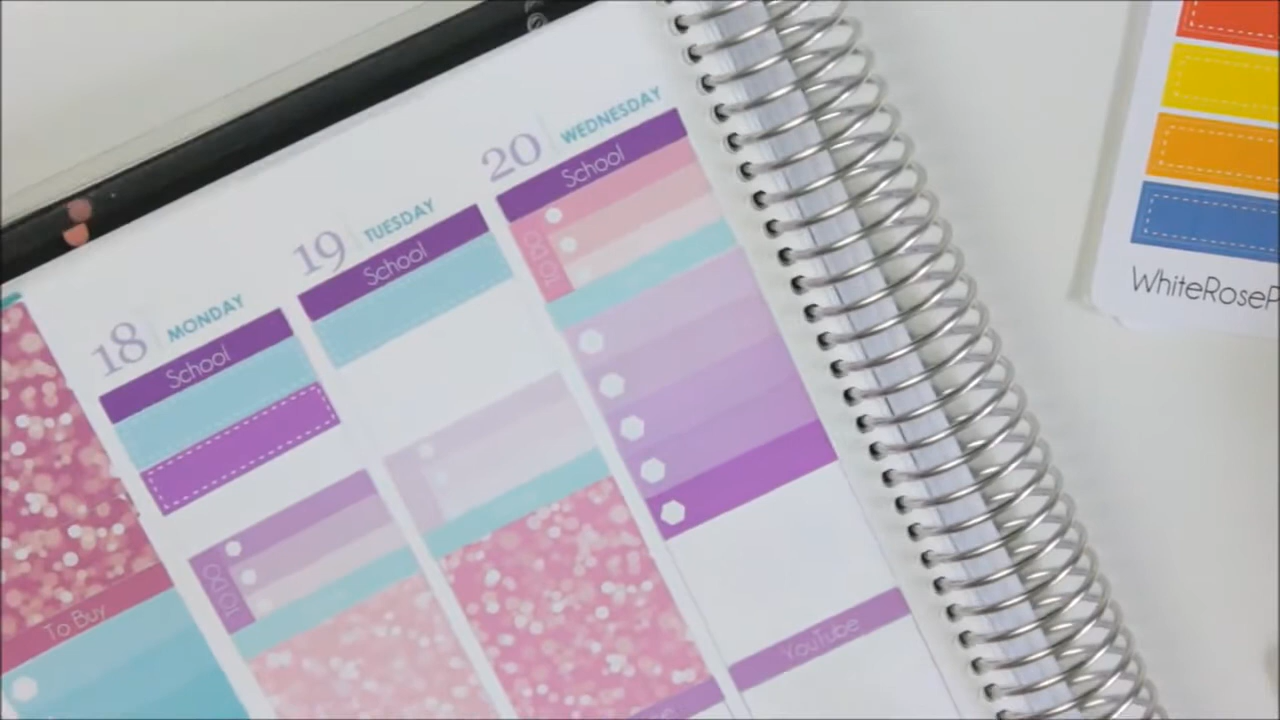 18 MONDAY
School
TO DO
19 TUESDAY
School
20 WEDNESDAY
School
TO DO
YouTube
To Buy
WhiteRoseP